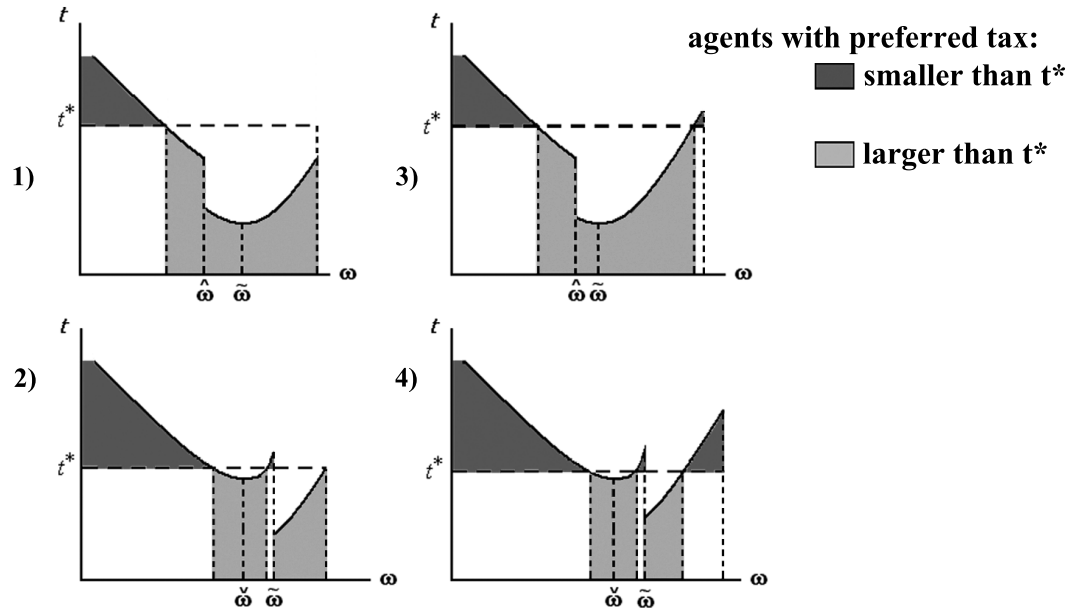 agents with preferred tax:
smaller than t*
larger than t*
1)
t
t*
ω̂
ω̃
ω
3)
t
t*
ω̂
ω̃
ω
2)
t
t*
ω̌
ω̃
ω
4)
t
t*
ω̌
ω̃
ω